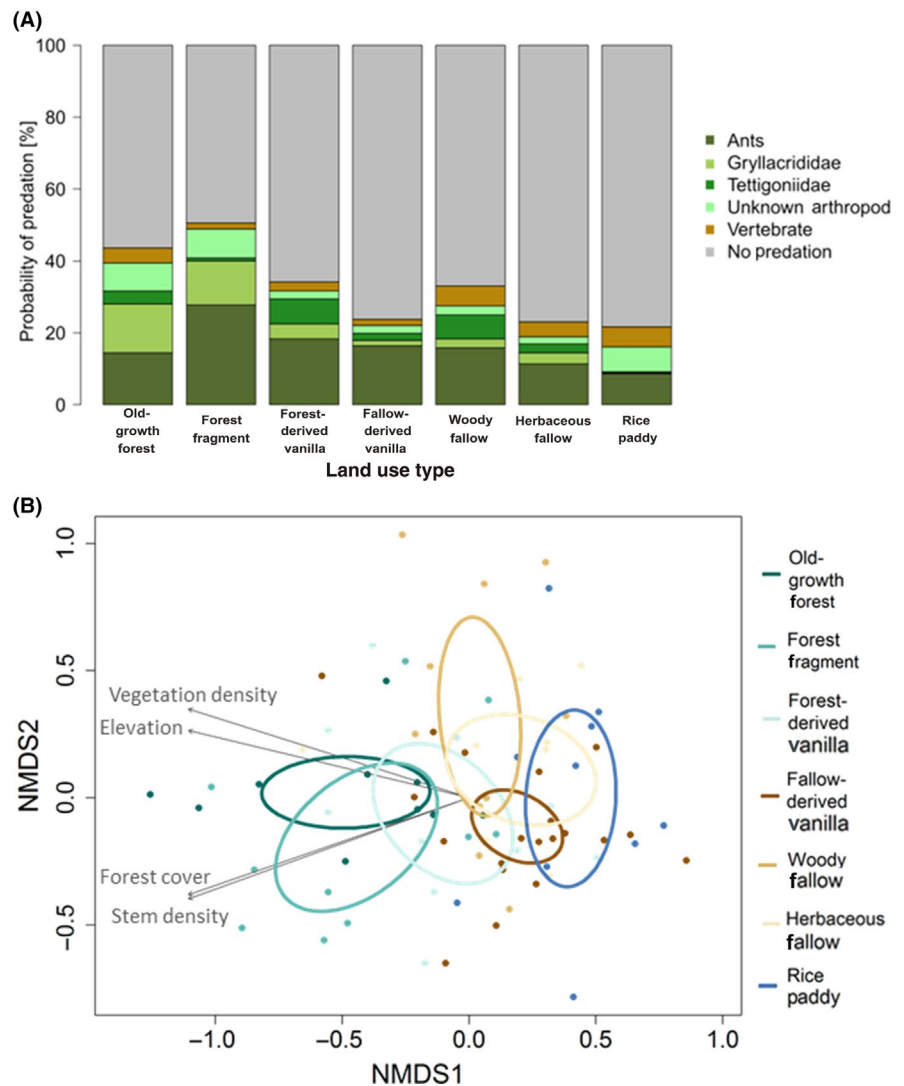 (A)
Probability of predation [%]
100
80
60
40
20
0
Old-
growth
forest
Forest
fragment
Forest-
derived
vanilla
Fallow-
derived
vanilla
Woody
fallow
Herbaceous
fallow
Rice
paddy
Land use type
Ants
Gryllacrididae
Tettigoniidae
Unknown arthropod
Vertebrate
No predation
(B)
NMDS2
1.0
0.5
0.0
−0.5
Vegetation density
Elevation
Forest cover
Stem density
−1.0
−0.5
0.0
0.5
1.0
NMDS1
Old-
growth
forest
Forest
fragment
Forest-
derived
vanilla
Fallow-
derived
vanilla
Woody
fallow
Herbaceous
fallow
Rice
paddy